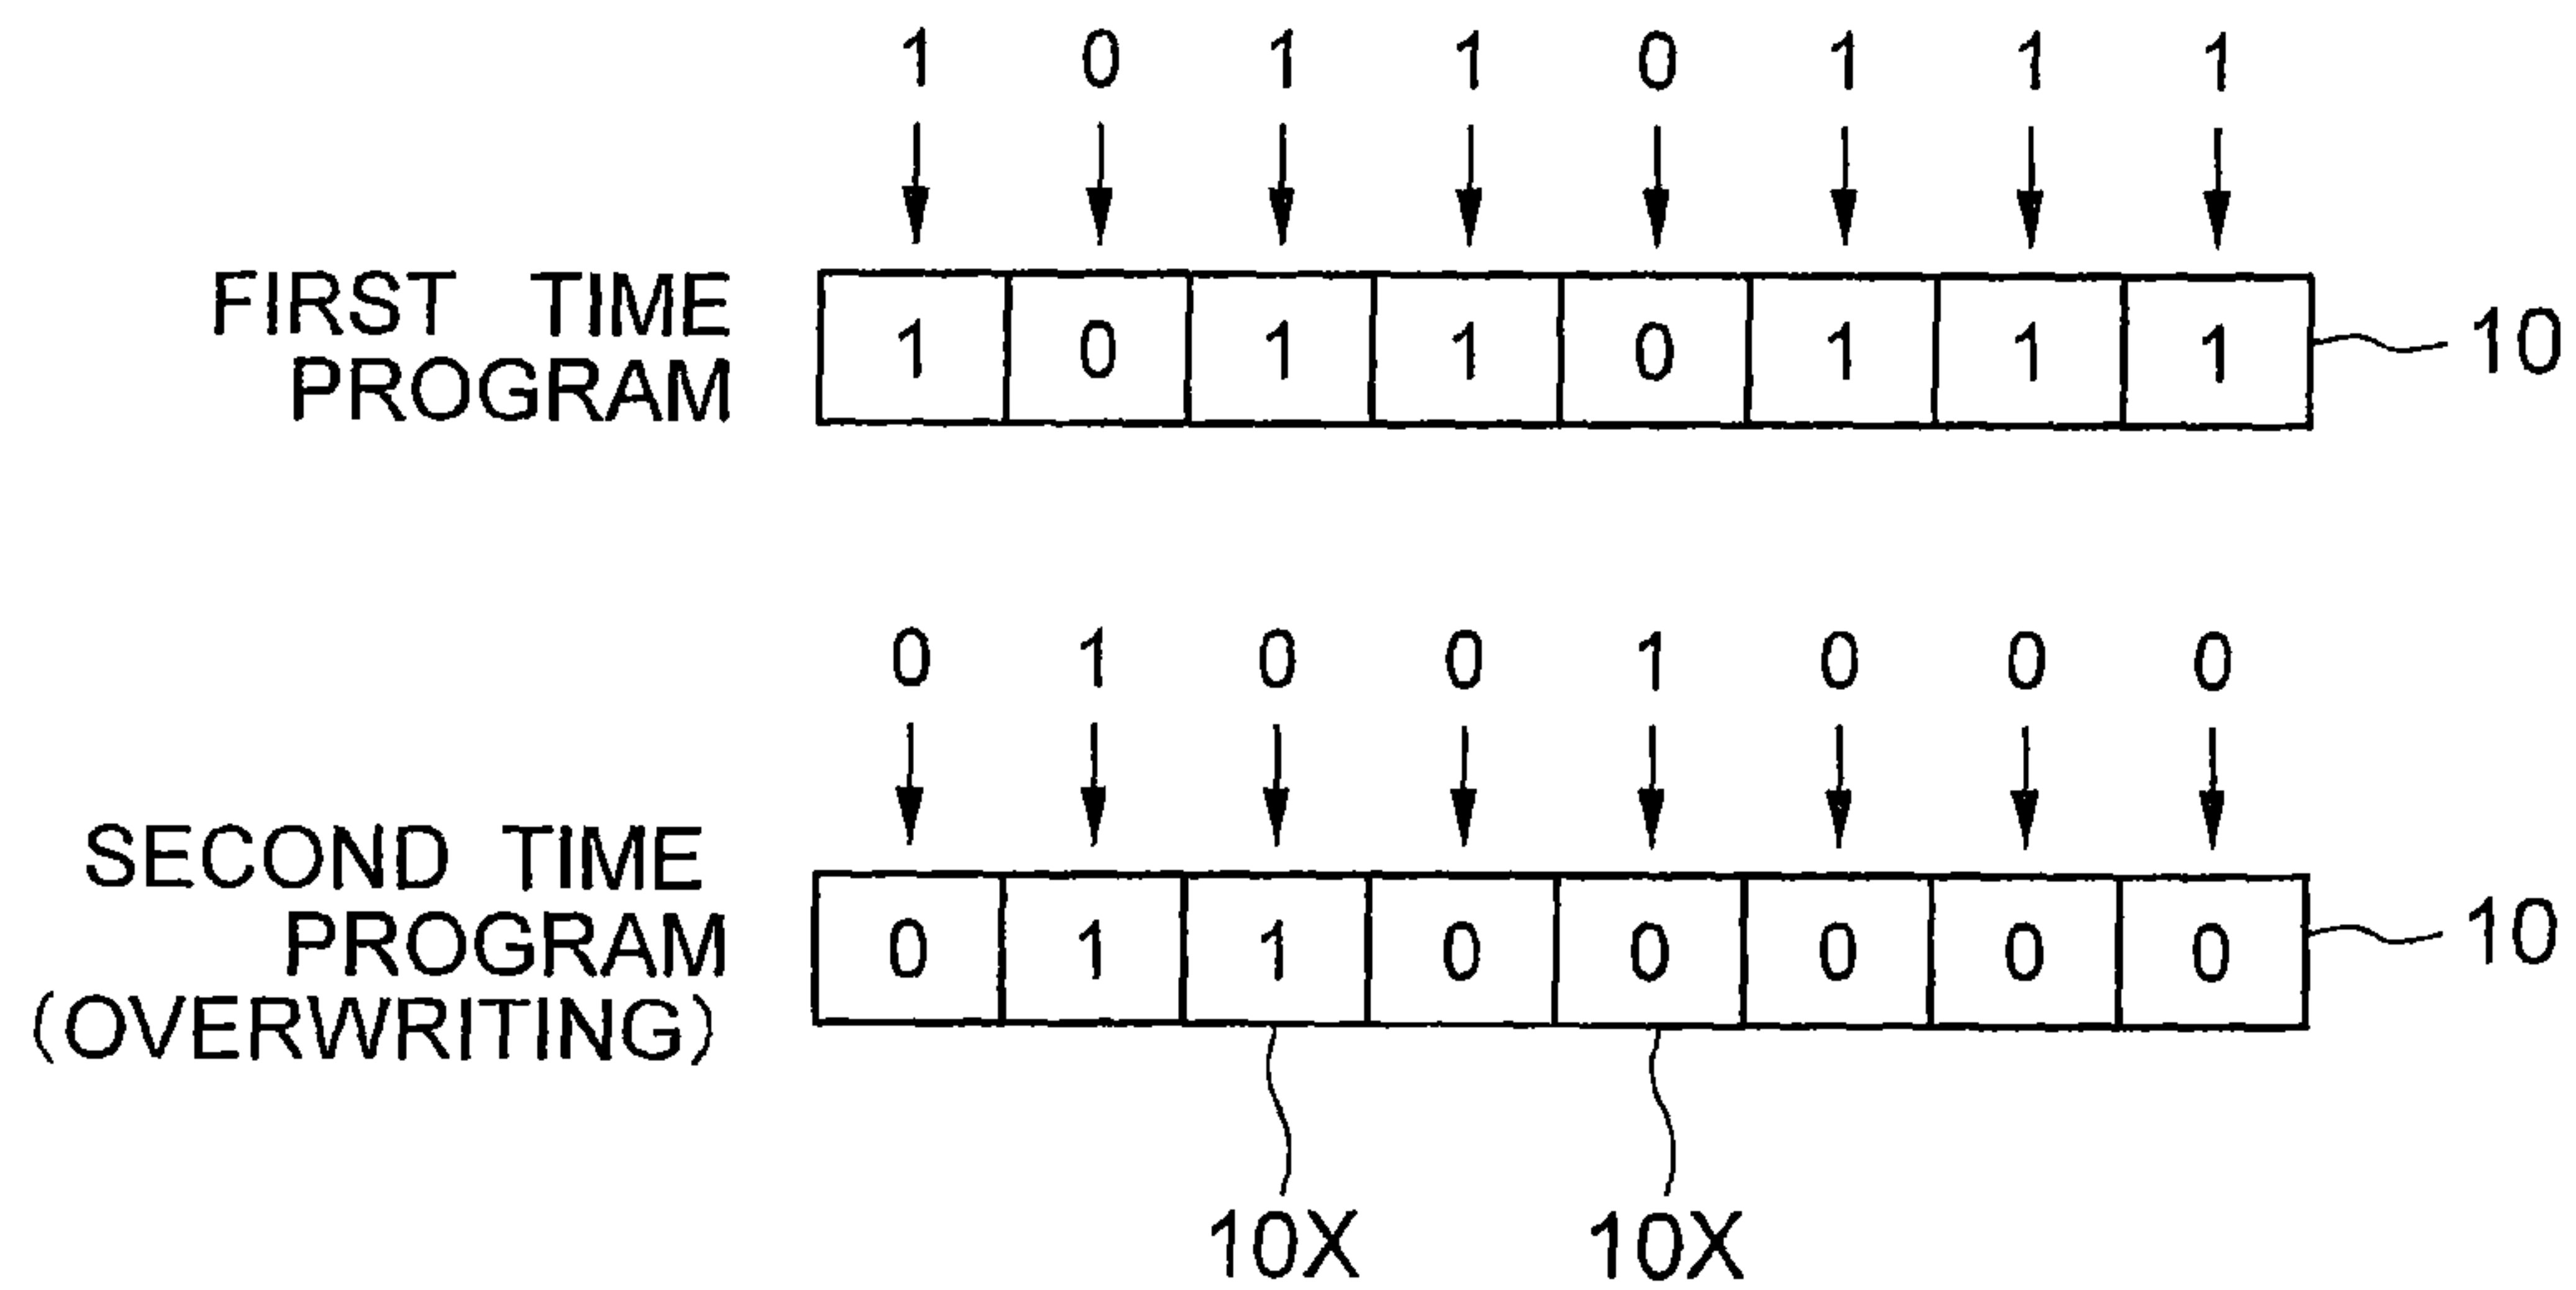 1 0 1 1 0 1 1 1
FIRST TIME
PROGRAM
1 0 1 1 0 1 1 1
10
0 1 0 0 1 0 0 0
SECOND TIME
PROGRAM
(OVERWRITING)
0 1 1 0 0 0 0 0
10
10X 10X